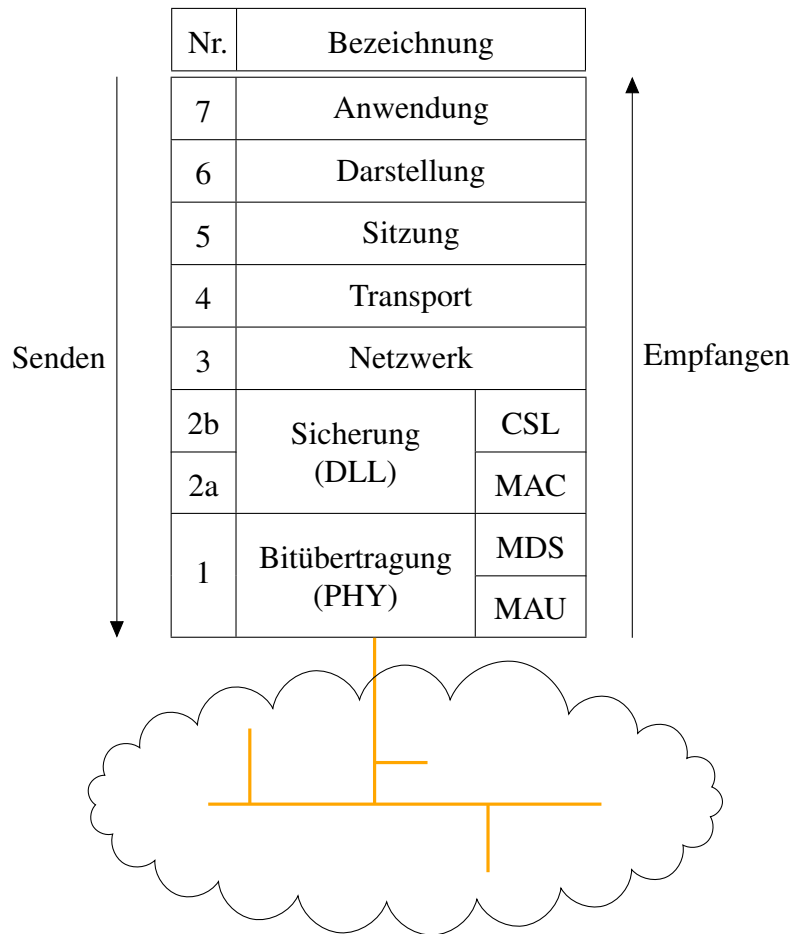 Nr. Bezeichnung
7 Anwendung
6 Darstellung
5 Sitzung
4 Transport
Senden 3 Netzwerk Empfangen
2b Sicherung CSL
2a (DLL) MAC
1 Bitübertragung MDS
(PHY) MAU